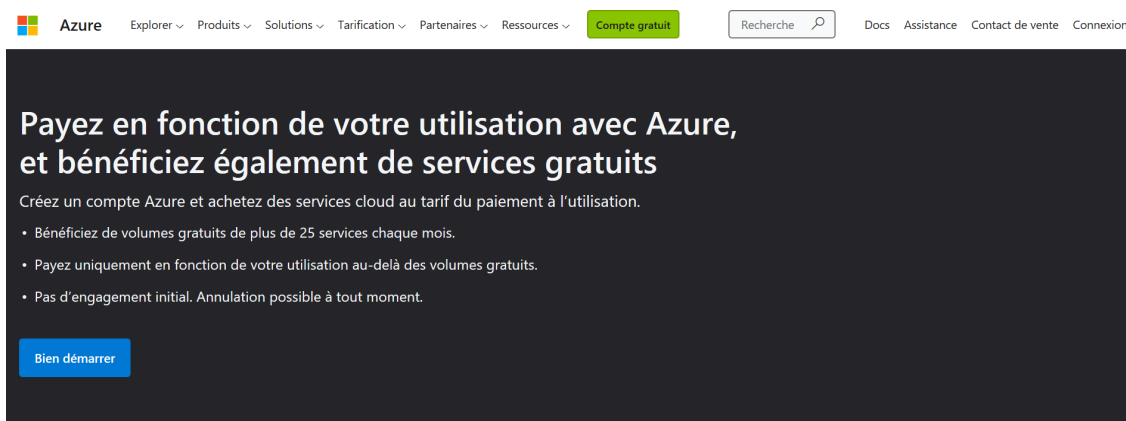 Azure Explorer Produits Solutions Tarification Partenaires Ressources Compte gratuit Recherche Docs Assistance Contact de vente Connexion
Payez en fonction de votre utilisation avec Azure,
et bénéficiez également de services gratuits
Créez un compte Azure et achetez des services cloud au tarif du paiement à l’utilisation.
• Bénéficiez de volumes gratuits de plus de 25 services chaque mois.
• Payez uniquement en fonction de votre utilisation au-delà des volumes gratuits.
• Pas d’engagement initial. Annulation possible à tout moment.
Bien démarrer